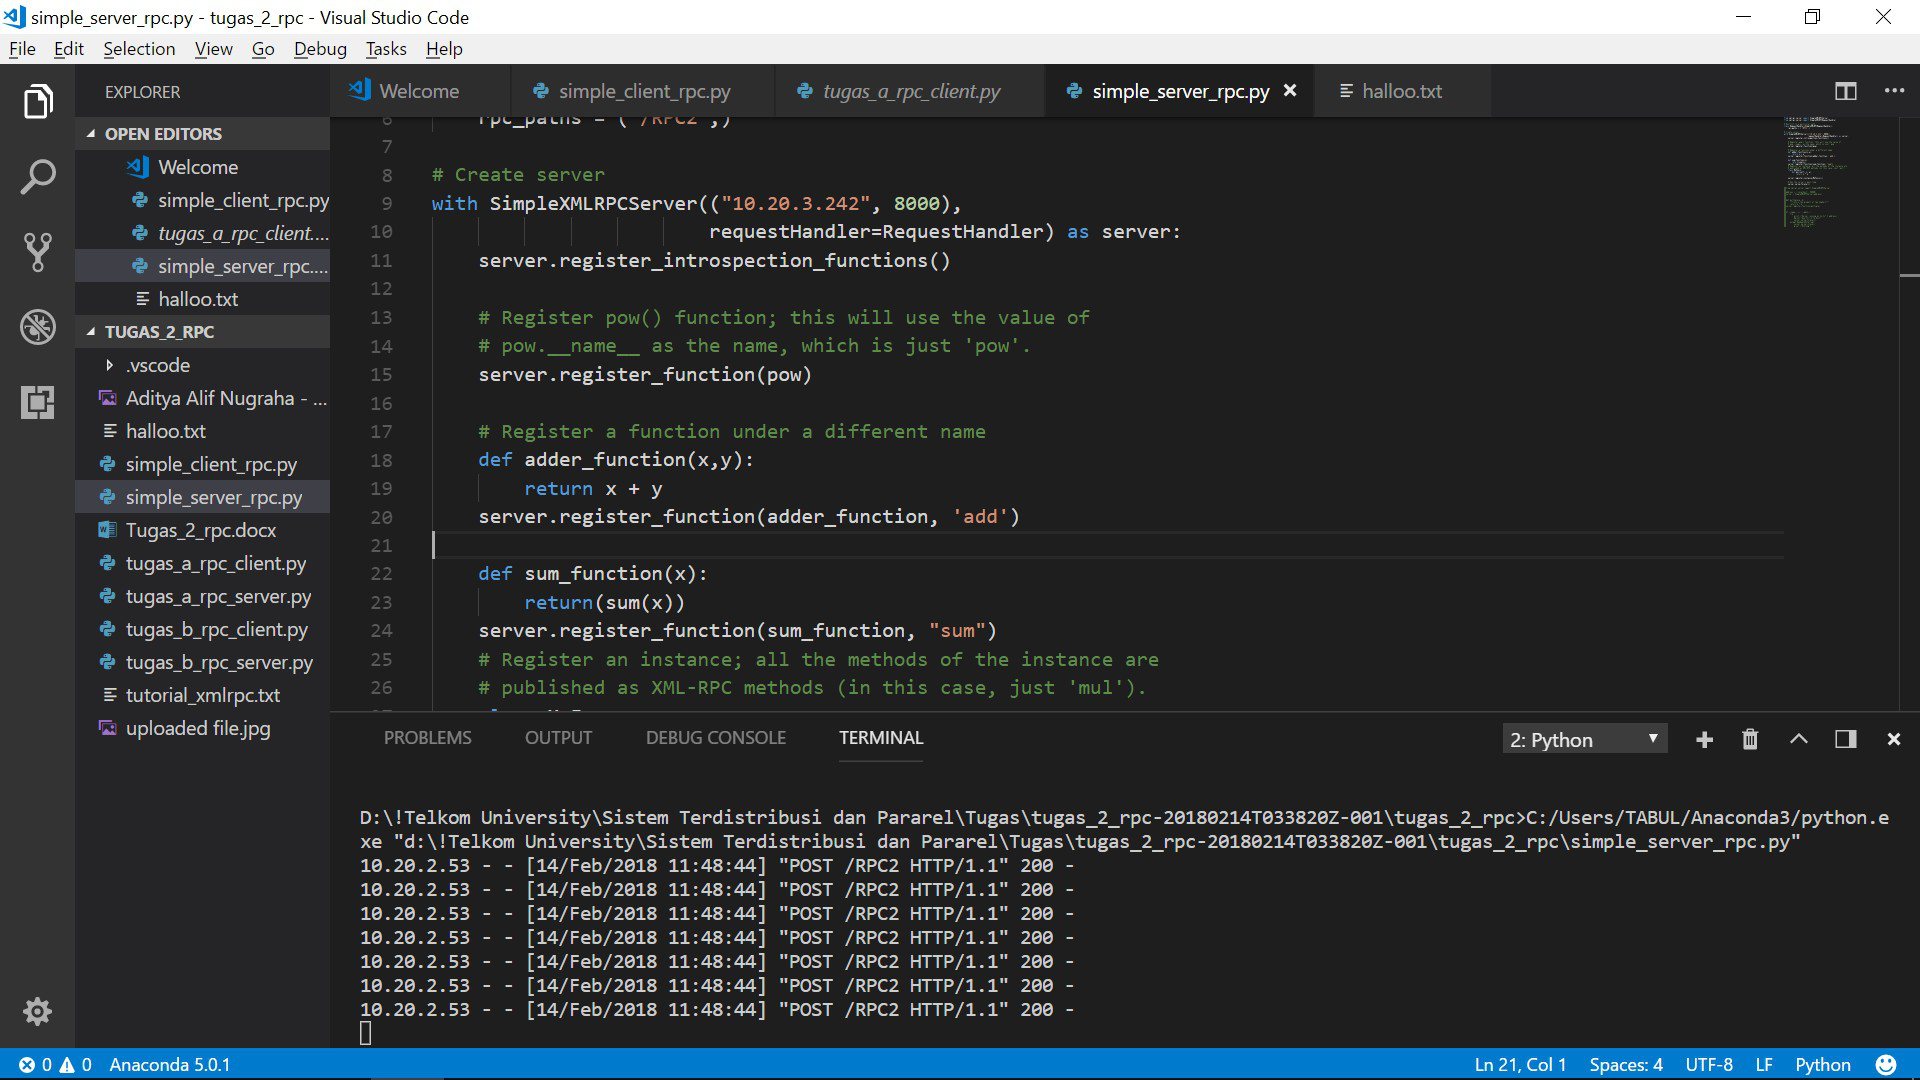 simple_server_rpc.py - tugas_2_rpc - Visual Studio Code
File Edit Selection View Go Debug Tasks Help
EXPLORER
OPEN EDITORS
Welcome
simple_client_rpc.py
tugas_a_rpc_client....
simple_server_rpc....
halloo.txt
TUGAS_2_RPC
.vscode
Aditya Alif Nugraha - ...
halloo.txt
simple_client_rpc.py
simple_server_rpc.py
Tugas_2_rpc.docx
tugas_a_rpc_client.py
tugas_a_rpc_server.py
tugas_b_rpc_client.py
tugas_b_rpc_server.py
tutorial_xmlrpc.txt
uploaded file.jpg
Welcome simple_client_rpc.py tugas_a_rpc_client.py simple_server_rpc.py halloo.txt
6 rpc_paths = ('/RPC2',)
7
8 # Create server
9 with SimpleXMLRPCServer(("10.20.3.242", 8000),
10 requestHandler=RequestHandler) as server:
11 server.register_introspection_functions()
12
13 # Register pow() function; this will use the value of
14 # pow.__name__ as the name, which is just 'pow'.
15 server.register_function(pow)
16
17 # Register a function under a different name
18 def adder_function(x,y):
19 return x + y
20 server.register_function(adder_function, 'add')
21
22 def sum_function(x):
23 return(sum(x))
24 server.register_function(sum_function, "sum")
25 # Register an instance; all the methods of the instance are
26 # published as XML-RPC methods (in this case, just 'mul').
PROBLEMS OUTPUT DEBUG CONSOLE TERMINAL 2: Python
D:\!Telkom University\Sistem Terdistribusi dan Pararel\Tugas\tugas_2_rpc-20180214T033820Z-001\tugas_2_rpc>C:/Users/TABUL/Anaconda3/python.e
xe "d:\!Telkom University\Sistem Terdistribusi dan Pararel\Tugas\tugas_2_rpc-20180214T033820Z-001\tugas_2_rpc\simple_server_rpc.py"
10.20.2.53 - - [14/Feb/2018 11:48:44] "POST /RPC2 HTTP/1.1" 200 -
10.20.2.53 - - [14/Feb/2018 11:48:44] "POST /RPC2 HTTP/1.1" 200 -
10.20.2.53 - - [14/Feb/2018 11:48:44] "POST /RPC2 HTTP/1.1" 200 -
10.20.2.53 - - [14/Feb/2018 11:48:44] "POST /RPC2 HTTP/1.1" 200 -
10.20.2.53 - - [14/Feb/2018 11:48:44] "POST /RPC2 HTTP/1.1" 200 -
10.20.2.53 - - [14/Feb/2018 11:48:44] "POST /RPC2 HTTP/1.1" 200 -
10.20.2.53 - - [14/Feb/2018 11:48:44] "POST /RPC2 HTTP/1.1" 200 -
0 0 Anaconda 5.0.1 Ln 21, Col 1 Spaces: 4 UTF-8 LF Python